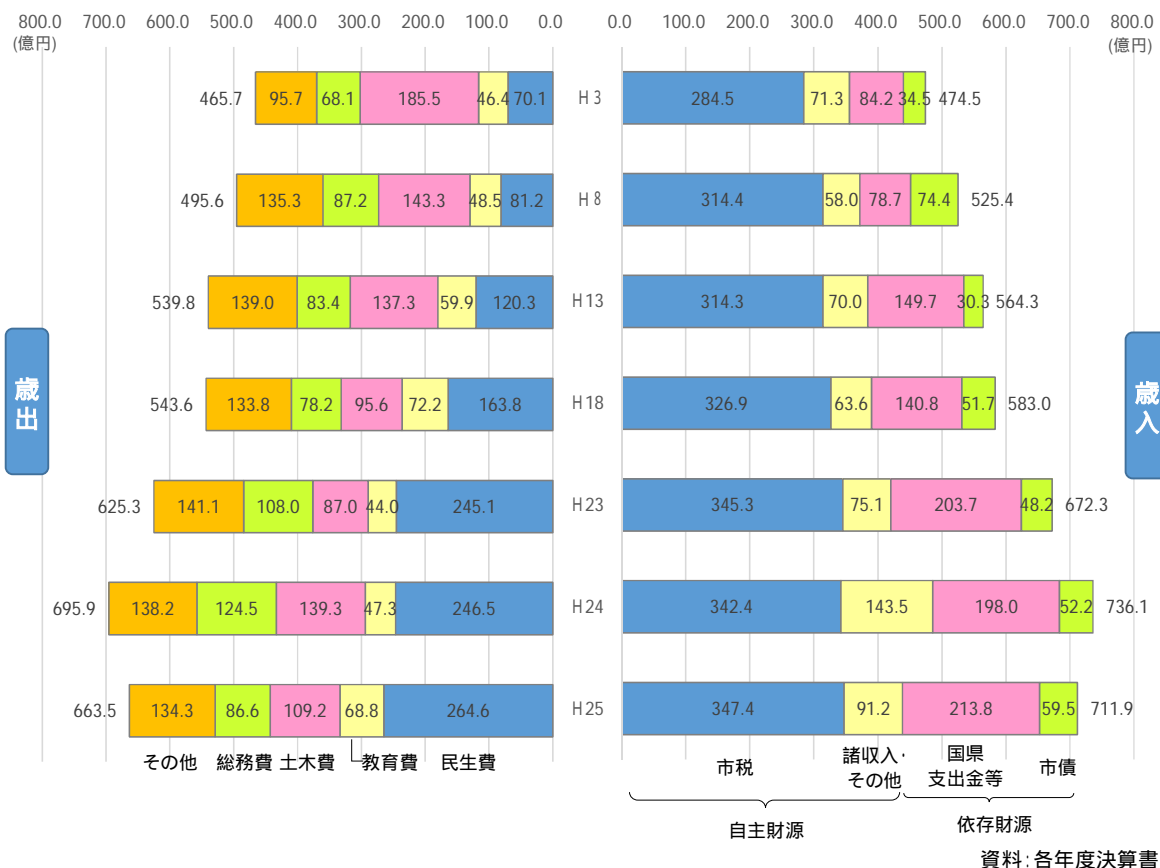 800.0 700.0 600.0 500.0 400.0 300.0 200.0 100.0 0.0
(億円)
0.0 100.0 200.0 300.0 400.0 500.0 600.0 700.0 800.0
(億円)
465.7 95.7 68.1 185.5 46.4 70.1 H3 284.5 71.3 84.2 34.5 474.5
495.6 135.3 87.2 143.3 48.5 81.2 H8 314.4 58.0 78.7 74.4 525.4
539.8 139.0 83.4 137.3 59.9 120.3 H13 314.3 70.0 149.7 30.3 564.3
543.6 133.8 78.2 95.6 72.2 163.8 H18 326.9 63.6 140.8 51.7 583.0
625.3 141.1 108.0 87.0 44.0 245.1 H23 345.3 75.1 203.7 48.2 672.3
695.9 138.2 124.5 139.3 47.3 246.5 H24 342.4 143.5 198.0 52.2 736.1
663.5 134.3 86.6 109.2 68.8 264.6 H25 347.4 91.2 213.8 59.5 711.9
歳出
歳入
その他 総務費 土木費 教育費 民生費
市税
諸収入・
その他
国県
支出金等
市債
自主財源
依存財源
資料:各年度決算書